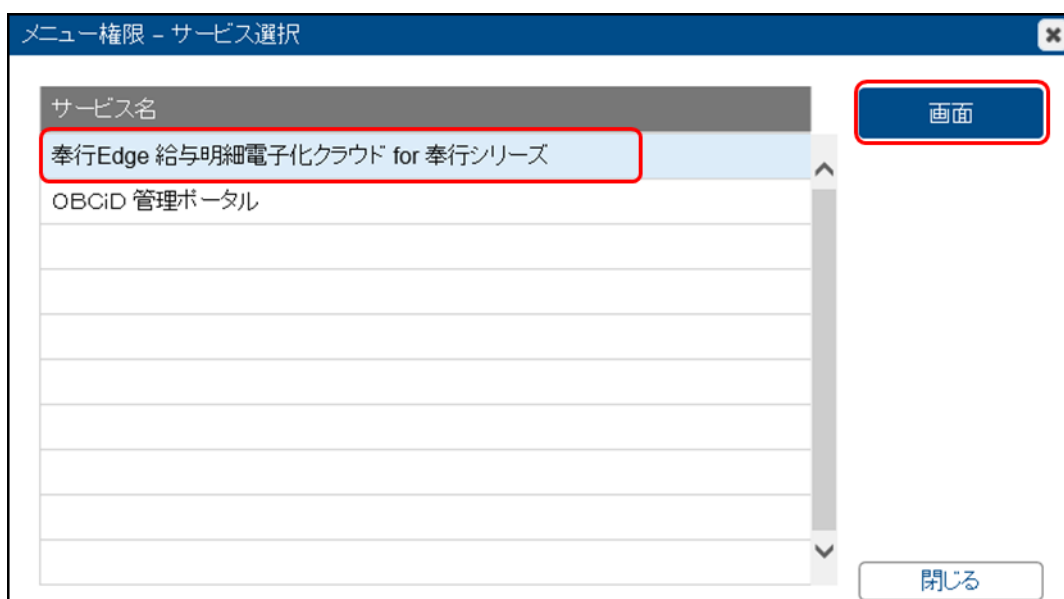 メニュー権限 – サービス選択
サービス名
画面
奉行Edge 給与明細電子化クラウド for 奉行シリーズ
OBCiD 管理ポータル
閉じる